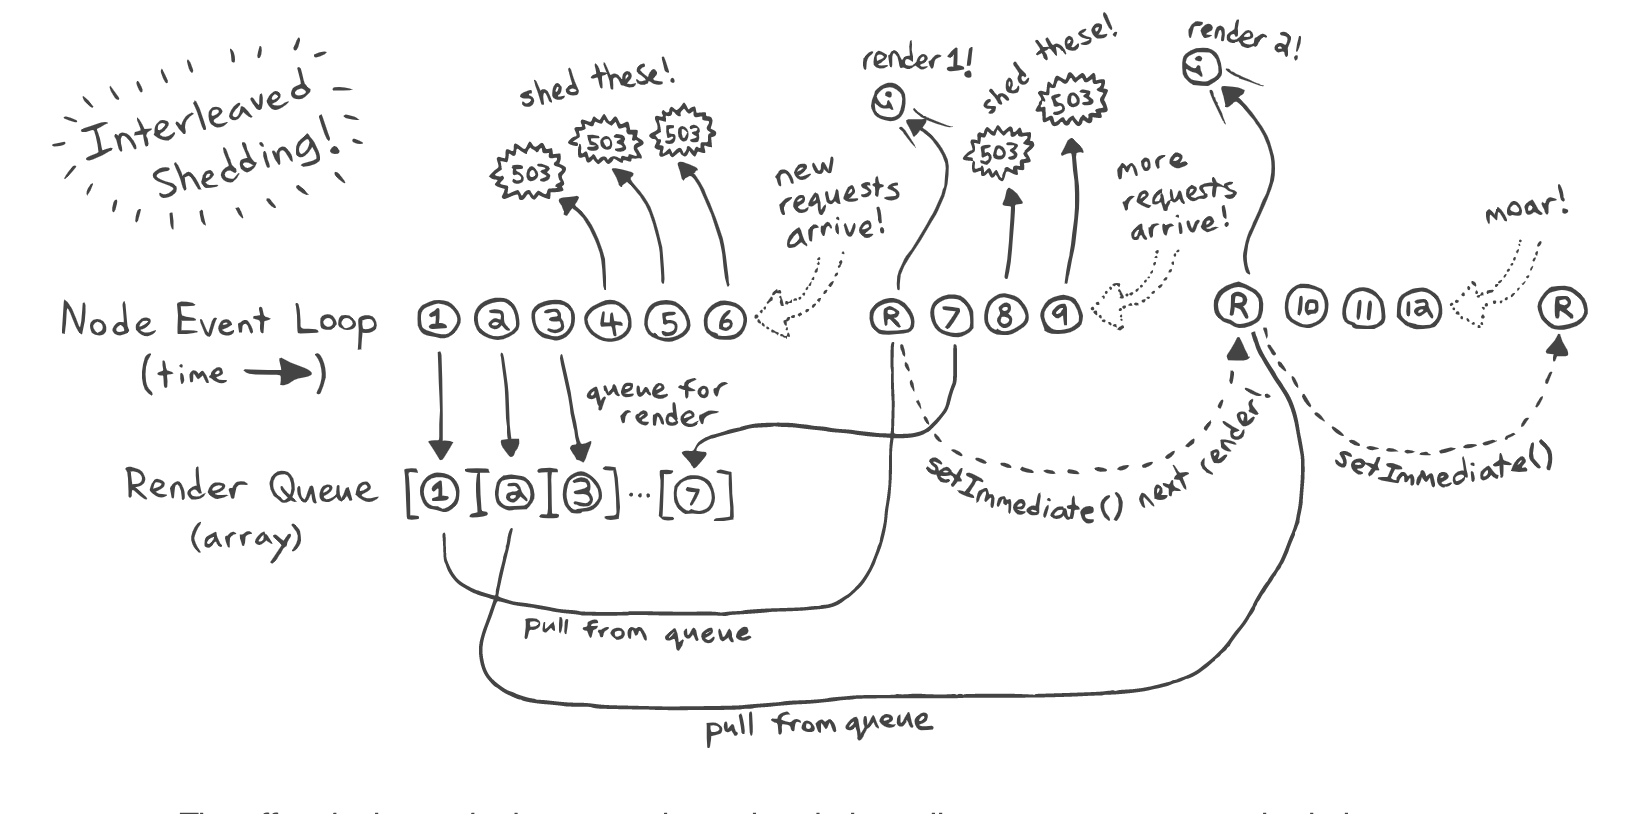 Interleaved
Shedding!
shed these!
503
503
503
new
requests
arrive!
render 1!
shed these!
503
503
more
requests
arrive!
render 2!
moar!
Node Event Loop
(time →)
1 2 3 4 5 6 R 7 8 9 R 10 11 12 R
queue for
render
Render Queue
(array)
[1][2][3]...[7]
setImmediate() next render!
setImmediate()
pull from queue
pull from queue